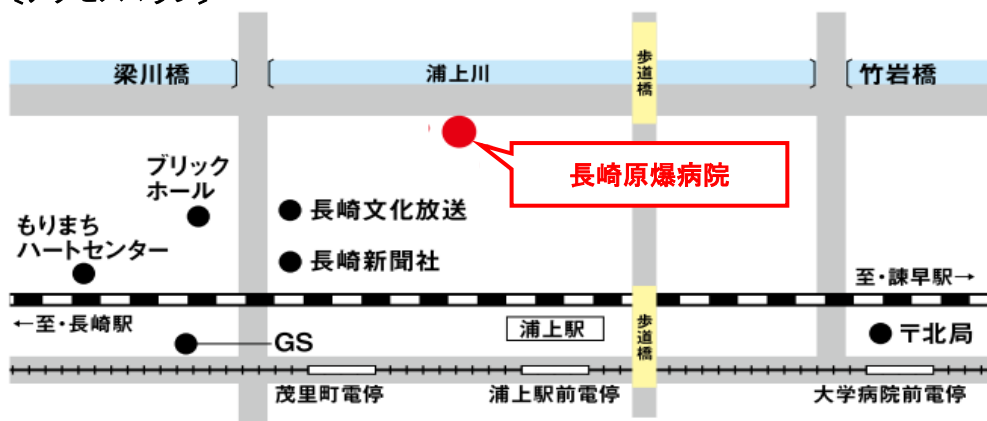 梁川橋
浦上川
歩道橋
竹岩橋
長崎原爆病院
ブリック
ホール
長崎文化放送
もりまち
ハートセンター
長崎新聞社
至・諫早駅→
←至・長崎駅
GS
浦上駅
歩道橋
〒北局
茂里町電停
浦上駅前電停
大学病院前電停